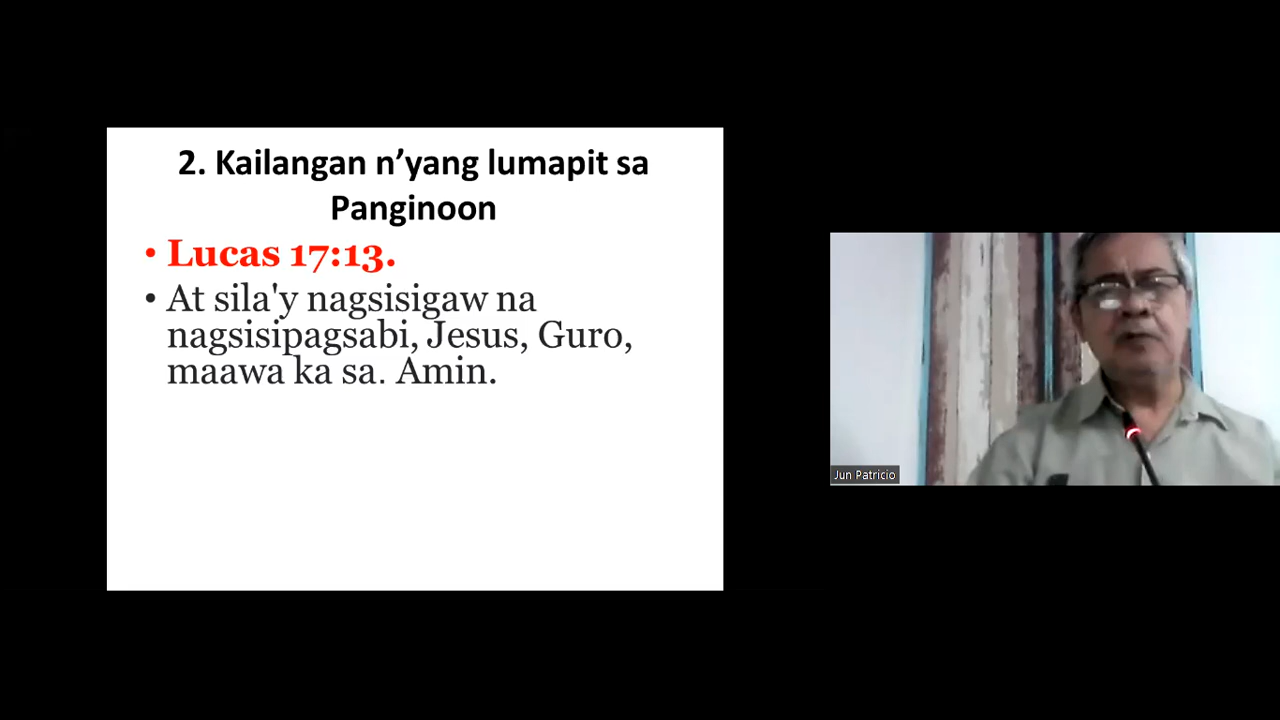 2. Kailangan n’yang lumapit sa
Panginoon
• Lucas 17:13.
• At sila'y nagsisigaw na
nagsisipagsabi, Jesus, Guro,
maawa ka sa. Amin.
Jun Patricio